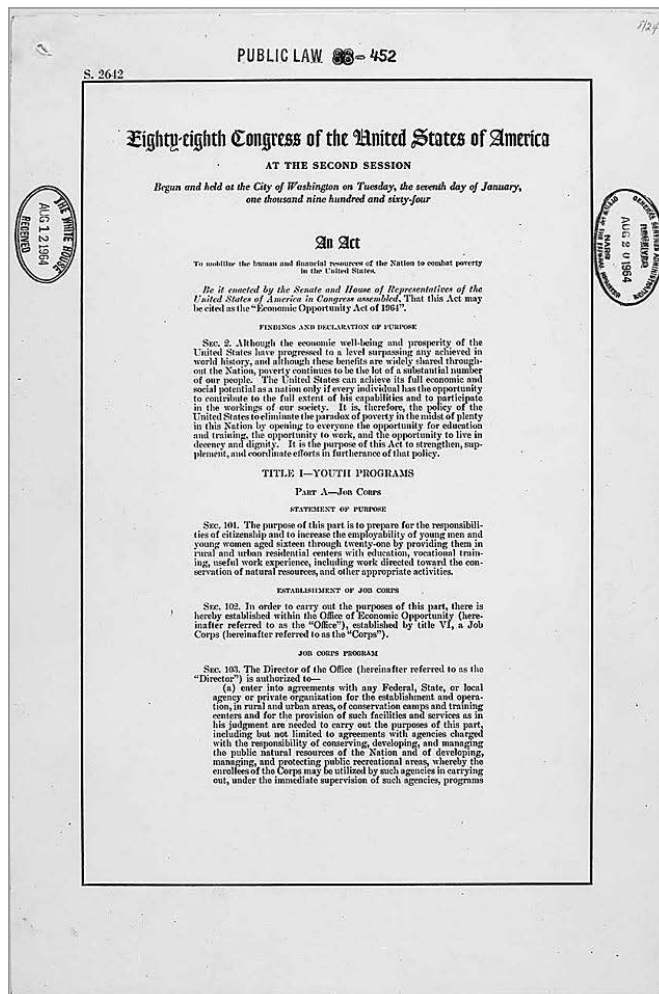 5124
PUBLIC LAW 88-452
S. 2642
Eighty-eighth Congress of the United States of America
AT THE SECOND SESSION
Begun and held at the City of Washington on Tuesday, the seventh day of January,
one thousand nine hundred and sixty-four
An Act
To mobilize the human and financial resources of the Nation to combat poverty
in the United States.
Be it enacted by the Senate and House of Representatives of the
United States of America in Congress assembled, That this Act may
be cited as the "Economic Opportunity Act of 1964".
FINDINGS AND DECLARATION OF PURPOSE
SEC. 2. Although the economic well-being and prosperity of the
United States have progressed to a level surpassing any achieved in
world history, and although these benefits are widely shared through-
out the Nation, poverty continues to be the lot of a substantial number
of our people. The United States can achieve its full economic and
social potential as a nation only if every individual has the opportunity
to contribute to the full extent of his capabilities and to participate
in the workings of our society. It is, therefore, the policy of the
United States to eliminate the paradox of poverty in the midst of plenty
in this Nation by opening to everyone the opportunity for education
and training, the opportunity to work, and the opportunity to live in
decency and dignity. It is the purpose of this Act to strengthen, sup-
plement, and coordinate efforts in furtherance of that policy.
TITLE I—YOUTH PROGRAMS
PART A—JOB CORPS
STATEMENT OF PURPOSE
SEC. 101. The purpose of this part is to prepare for the responsibili-
ties of citizenship and to increase the employability of young men and
young women aged sixteen through twenty-one by providing them in
rural and urban residential centers with education, vocational train-
ing, useful work experience, including work directed toward the con-
servation of natural resources, and other appropriate activities.
ESTABLISHMENT OF JOB CORPS
SEC. 102. In order to carry out the purposes of this part, there is
hereby established within the Office of Economic Opportunity (here-
inafter referred to as the "Office"), established by title VI, a Job
Corps (hereinafter referred to as the "Corps").
JOB CORPS PROGRAM
SEC. 103. The Director of the Office (hereinafter referred to as the
"Director") is authorized to—
(a) enter into agreements with any Federal, State, or local
agency or private organization for the establishment and opera-
tion, in rural and urban areas, of conservation camps and training
centers and for the provision of such facilities and services as in
his judgment are needed to carry out the purposes of this part,
including but not limited to agreements with agencies charged
with the responsibility of conserving, developing, and managing
the public natural resources of the Nation and of developing,
managing, and protecting public recreational areas, whereby the
enrollees of the Corps may be utilized by such agencies in carrying
out, under the immediate supervision of such agencies, programs
THE WHITE HOUSE
AUG 12 1964
RECEIVED
GENERAL SERVICES ADMINISTRATION
RECEIVED
AUG 20 1964
NARS